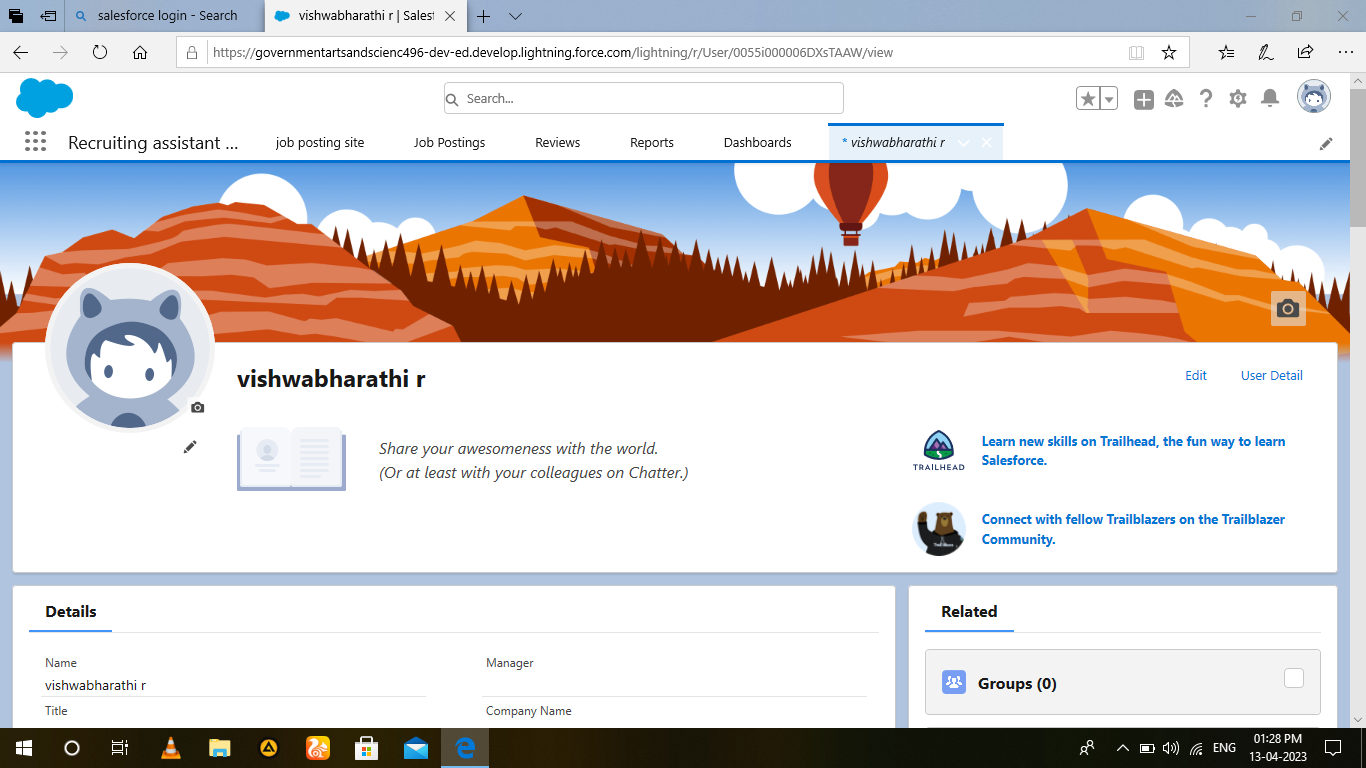 salesforce login - Search
vishwabharathi r | Salesf
https://governmentartsandscienc496-dev-ed.develop.lightning.force.com/lightning/r/User/0055i000006DXsTAAW/view
Search...
Recruiting assistant ...
job posting site
Job Postings
Reviews
Reports
Dashboards
* vishwabharathi r
vishwabharathi r
Edit
User Detail
Share your awesomeness with the world.
(Or at least with your colleagues on Chatter.)
TRAILHEAD
Learn new skills on Trailhead, the fun way to learn
Salesforce.
Connect with fellow Trailblazers on the Trailblazer
Community.
Details
Related
Name
vishwabharathi r
Manager
Title
Company Name
Groups (0)
ENG
01:28 PM
13-04-2023